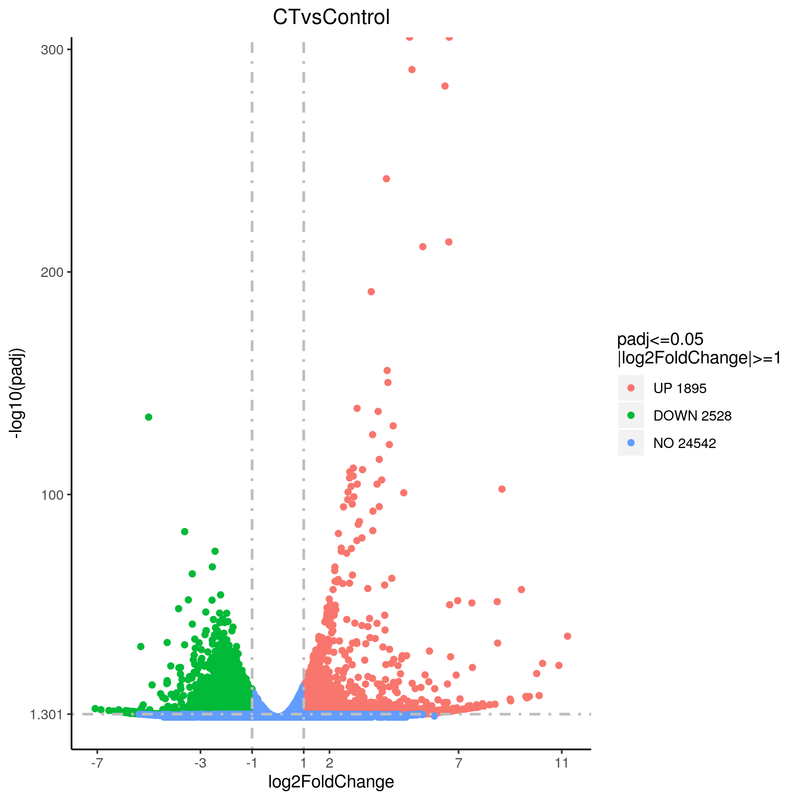 CTvsControl
300
200
100
1.301
-log10(padj)
-7
-3
-1
1
2
7
11
log2FoldChange
padj<=0.05
|log2FoldChange|>=1
UP 1895
DOWN 2528
NO 24542